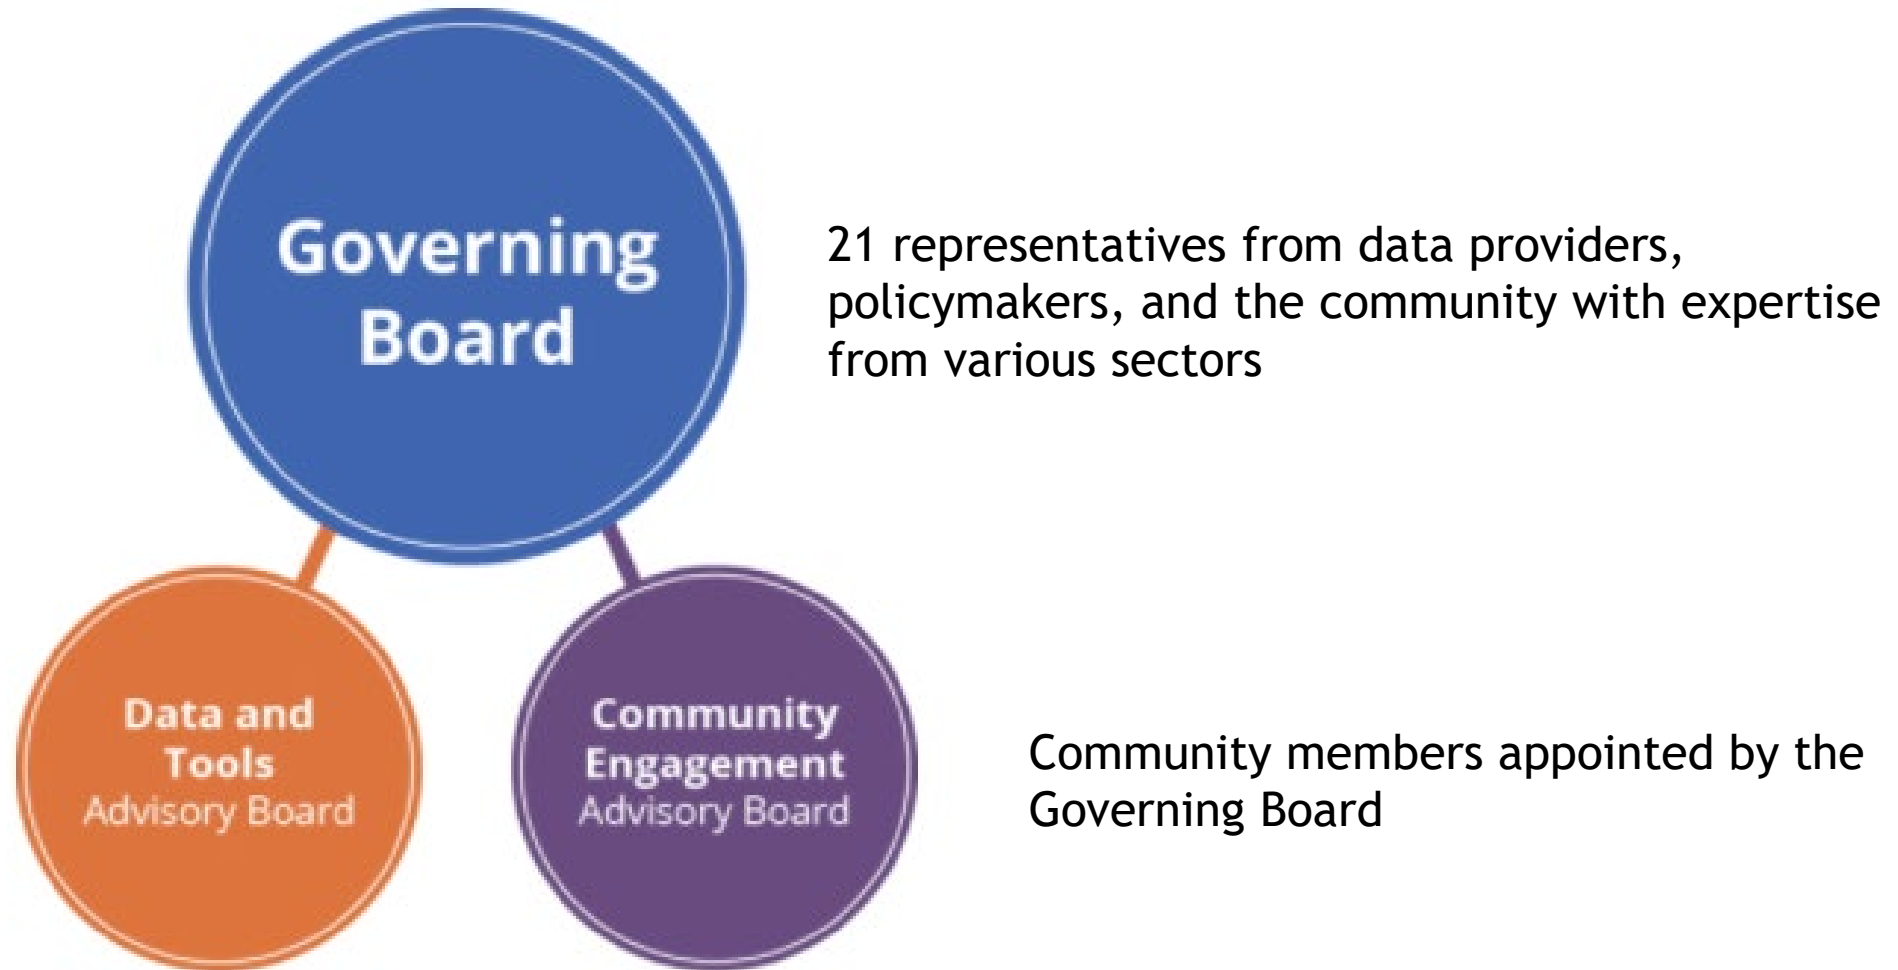 Governing
Board
21 representatives from data providers,
policymakers, and the community with expertise
from various sectors
Data and
Tools
Advisory Board
Community
Engagement
Advisory Board
Community members appointed by the
Governing Board